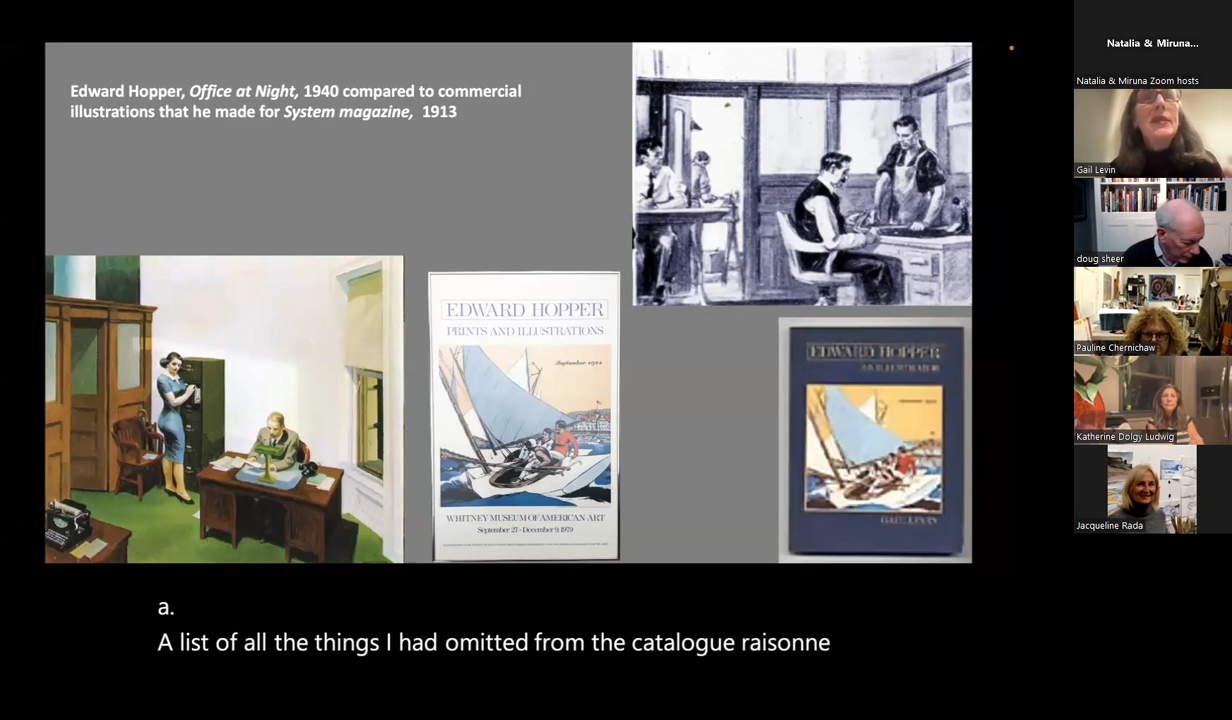 Edward Hopper, Office at Night, 1940 compared to commercial
illustrations that he made for System magazine, 1913
EDWARD HOPPER
PRINTS AND ILLUSTRATIONS
September 1924
WHITNEY MUSEUM OF AMERICAN ART
September 27 - December 9, 1979
EDWARD HOPPER
AS ILLUSTRATOR
GAIL LEVIN
a.
A list of all the things I had omitted from the catalogue raisonne
Natalia & Miruna...
Natalia & Miruna Zoom hosts
Gail Levin
doug sheer
Pauline Chernichaw
Katherine Dolgy Ludwig
Jacqueline Rada